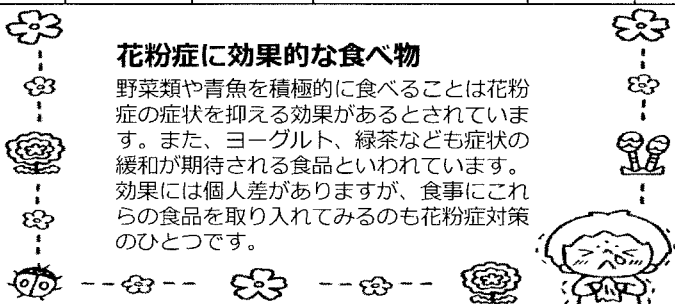 花粉症に効果的な食べ物
野菜類や青魚を積極的に食べることは花粉
症の症状を抑える効果があるとされていま
す。また、ヨーグルト、緑茶なども症状の
緩和が期待される食品といわれています。
効果には個人差がありますが、食事にこれ
らの食品を取り入れてみるのも花粉症対策
のひとつです。